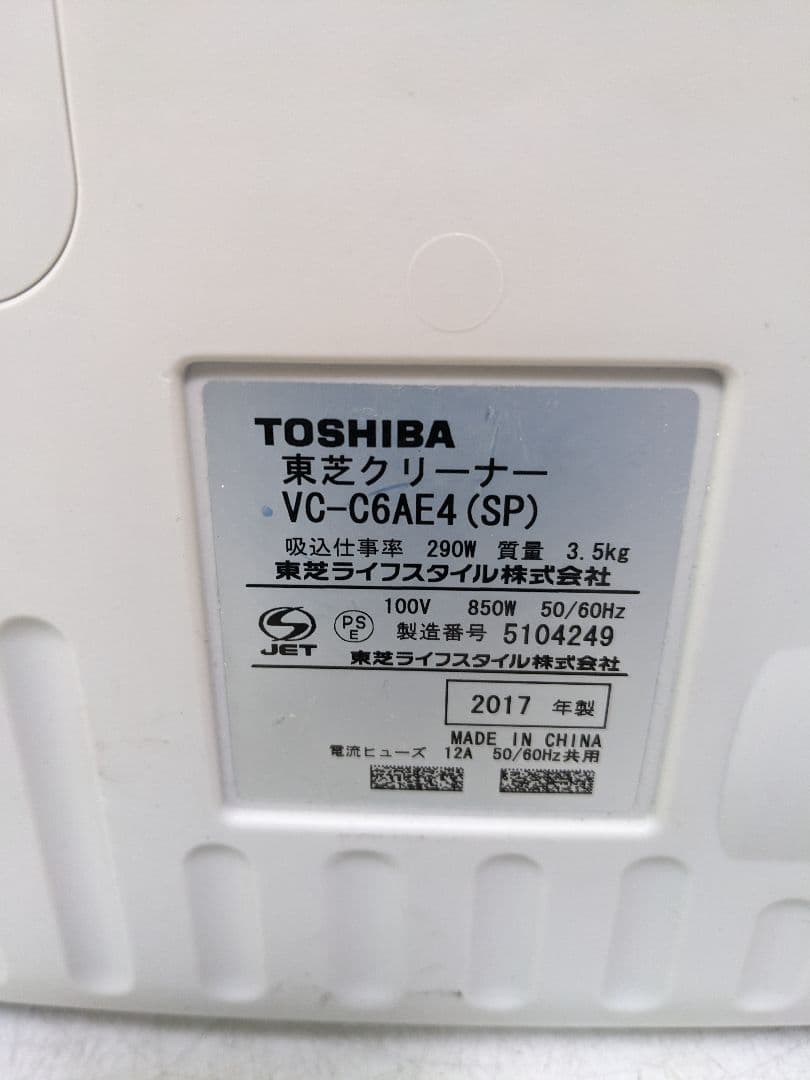 TOSHIBA
東芝クリーナー
VC-C6AE4(SP)
吸込仕事率 290W 質量 3.5kg
東芝ライフスタイル株式会社
100V 850W 50/60Hz
JET PSE 製造番号 5104249
東芝ライフスタイル株式会社
2017 年製
MADE IN CHINA
電流ヒューズ 12A 50/60Hz共用